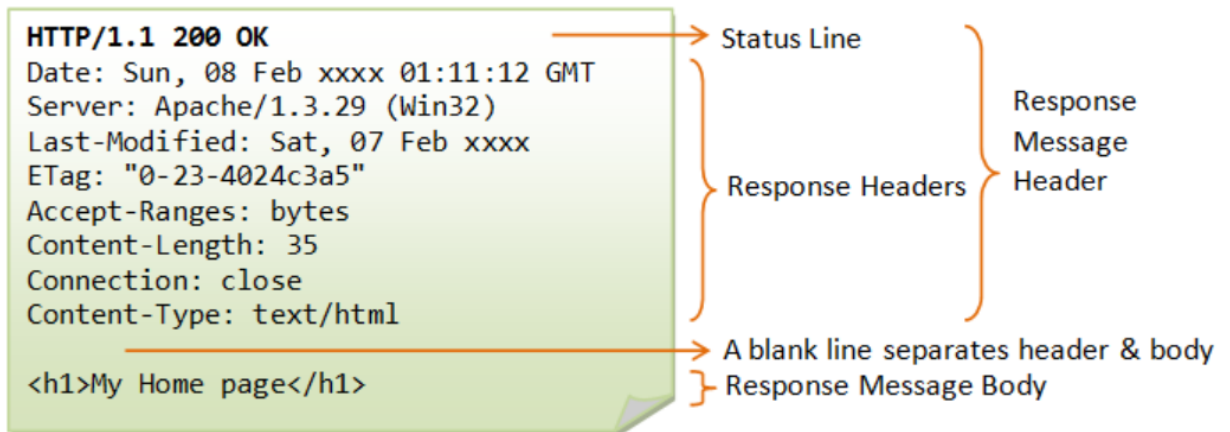 HTTP/1.1 200 OK
Date: Sun, 08 Feb xxxx 01:11:12 GMT
Server: Apache/1.3.29 (Win32)
Last-Modified: Sat, 07 Feb xxxx
ETag: "0-23-4024c3a5"
Accept-Ranges: bytes
Content-Length: 35
Connection: close
Content-Type: text/html
<h1>My Home page</h1>
Status Line
Response Headers
Response
Message
Header
A blank line separates header & body
Response Message Body